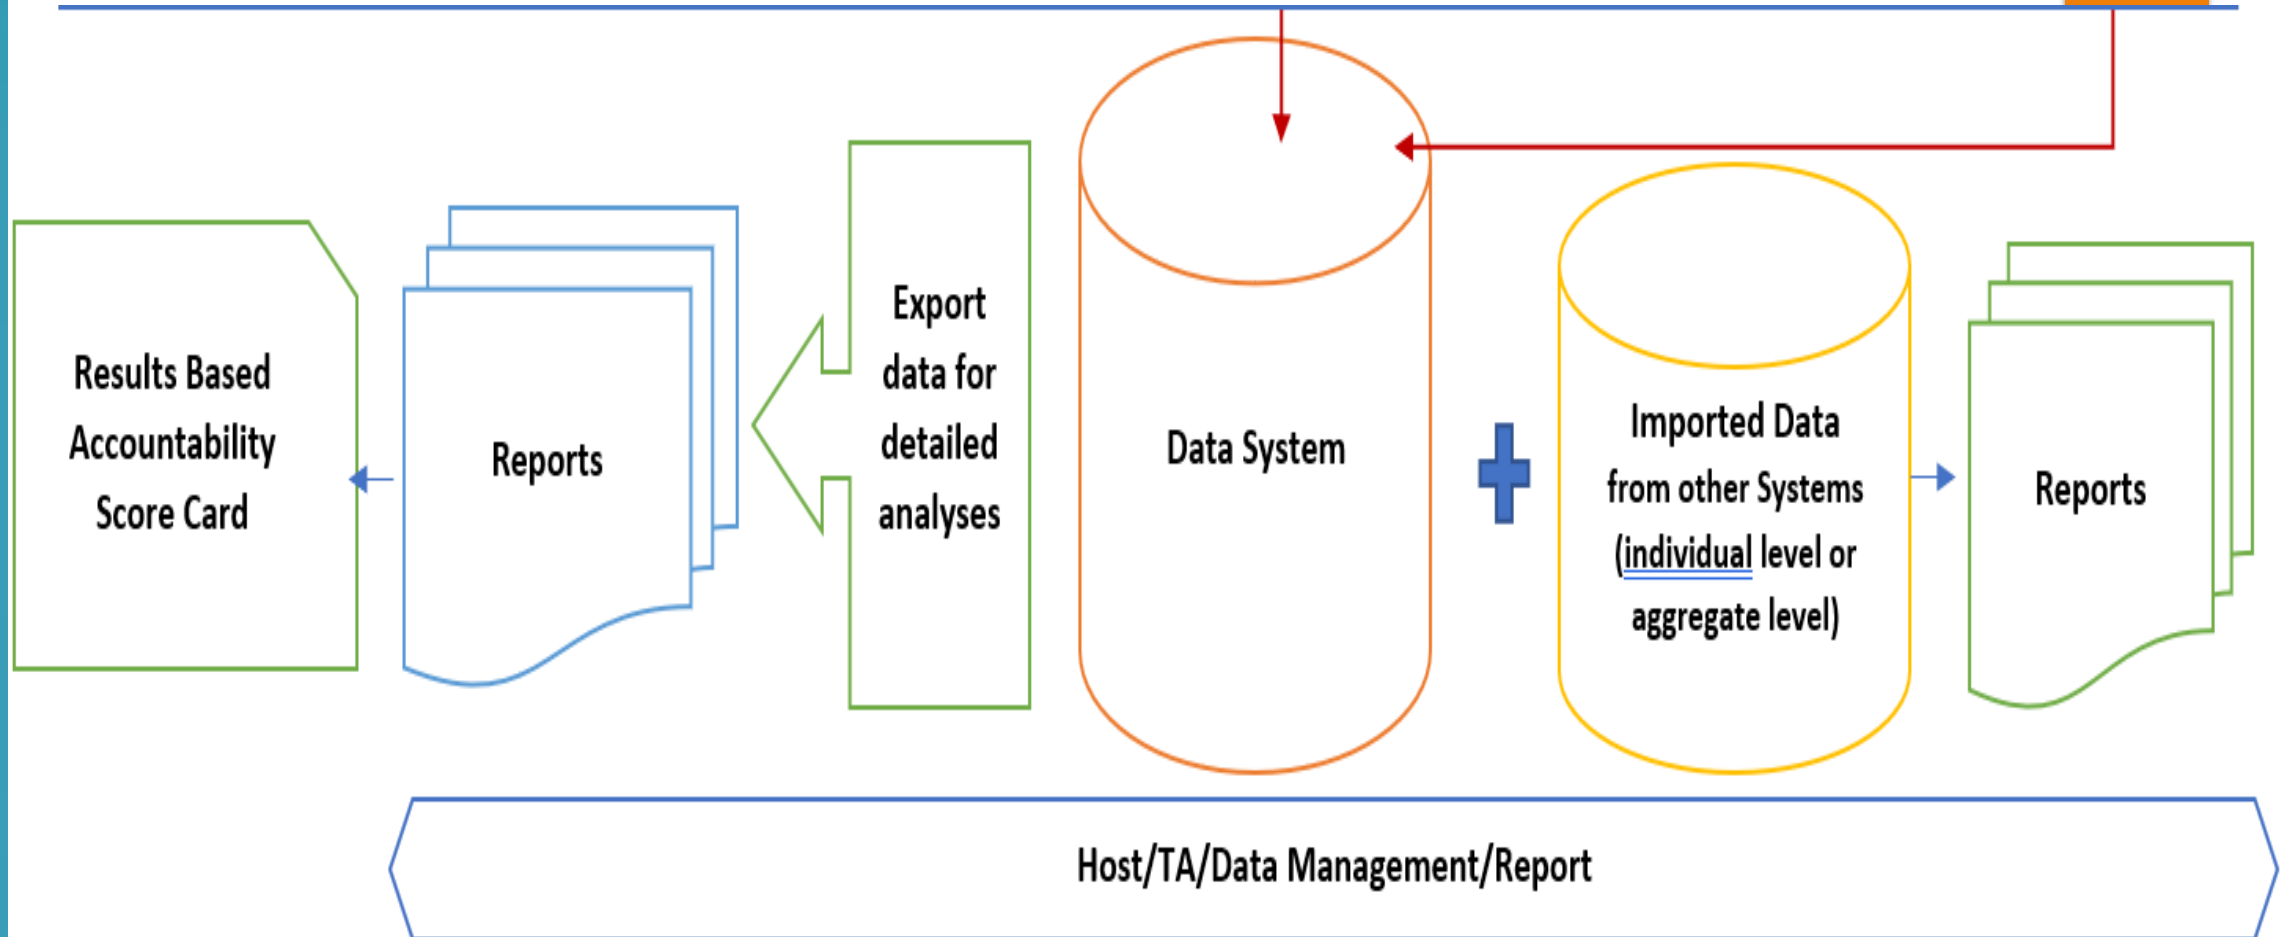 Results Based
Accountability
Score Card
Reports
Export
data for
detailed
analyses
Data System
Imported Data
from other Systems
(individual level or
aggregate level)
Reports
Host/TA/Data Management/Report